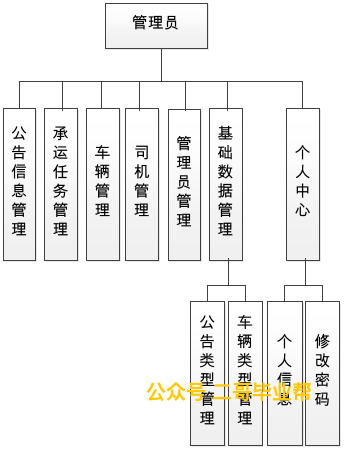 管理员
公告信息管理
承运任务管理
车辆管理
司机管理
管理员管理
基础数据管理
个人中心
公告类型管理
车辆类型管理
个人信息
修改密码
公众号:二哥毕业帮